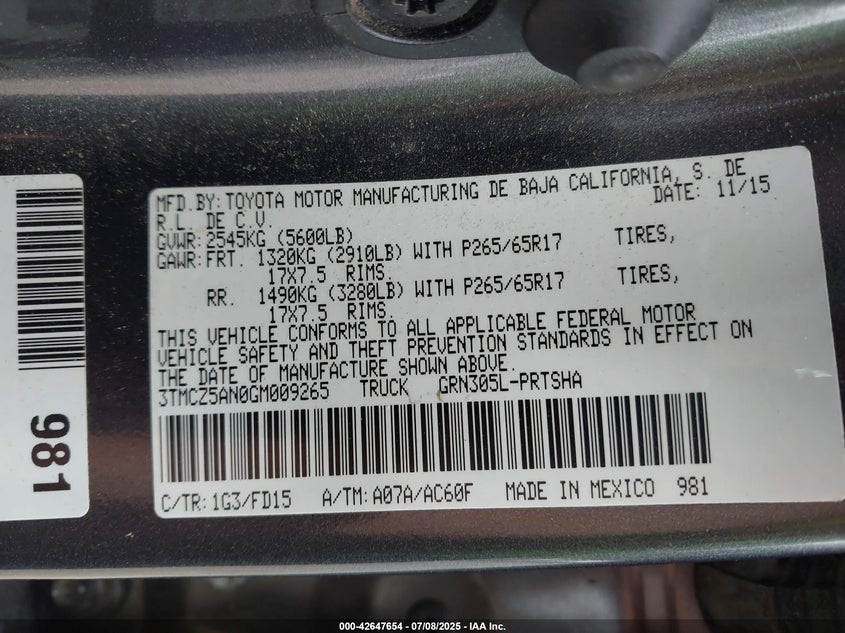 MFD.BY:TOYOTA MOTOR MANUFACTURING DE BAJA CALIFORNIA, S. DE
R.L. DE C.V. DATE: 11/15
GVWR:2545KG (5600LB)
GAWR:FRT. 1320KG (2910LB) WITH P265/65R17 TIRES,
17X7.5 RIMS.
RR. 1490KG (3280LB) WITH P265/65R17 TIRES,
17X7.5 RIMS.
THIS VEHICLE CONFORMS TO ALL APPLICABLE FEDERAL MOTOR
VEHICLE SAFETY AND THEFT PREVENTION STANDARDS IN EFFECT ON
THE DATE OF MANUFACTURE SHOWN ABOVE.
3TMCZ5AN0GM009265 TRUCK GRN305L-PRTSHA
C/TR:1G3/FD15 A/TM:A07A/AC60F MADE IN MEXICO 981
981
000-42647654 - 07/08/2025 - IAA Inc.